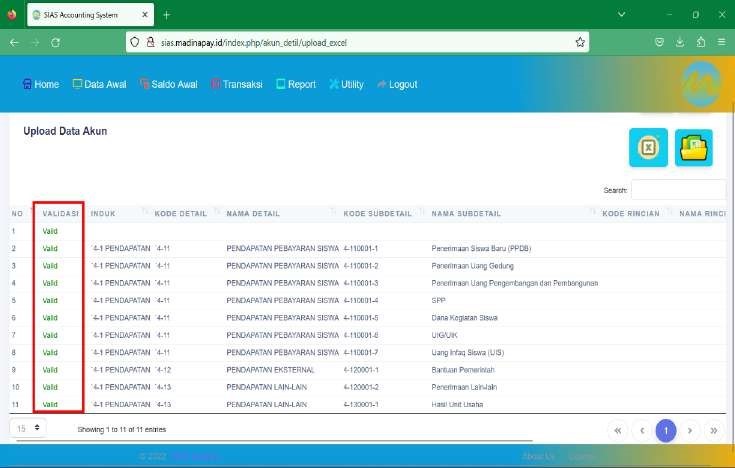 SIAS Accounting System
sias.madinapay.id/index.php/akun_detil/upload_excel
Home Data Awal Saldo Awal Transaksi Report Utility Logout
Upload Data Akun
Search:
NO VALIDASI INDUK KODE DETAIL NAMA DETAIL KODE SUBDETAIL NAMA SUBDETAIL KODE RINCIAN NAMA RINCI
1 Valid
2 Valid '4-1 PENDAPATAN '4-11 PENDAPATAN PEBAYARAN SISWA 4-110001-1 Penerimaan Siswa Baru (PPDB)
3 Valid '4-1 PENDAPATAN '4-11 PENDAPATAN PEBAYARAN SISWA 4-110001-2 Penerimaan Uang Gedung
4 Valid '4-1 PENDAPATAN '4-11 PENDAPATAN PEBAYARAN SISWA 4-110001-3 Penerimaan Uang Pengembangan dan Pembangunan
5 Valid '4-1 PENDAPATAN '4-11 PENDAPATAN PEBAYARAN SISWA 4-110001-4 SPP
6 Valid '4-1 PENDAPATAN '4-11 PENDAPATAN PEBAYARAN SISWA 4-110001-5 Dana Kegiatan Siswa
7 Valid '4-1 PENDAPATAN '4-11 PENDAPATAN PEBAYARAN SISWA 4-110001-6 UIG/UIK
8 Valid '4-1 PENDAPATAN '4-11 PENDAPATAN PEBAYARAN SISWA 4-110001-7 Uang Infaq Siswa (UIS)
9 Valid '4-1 PENDAPATAN '4-12 PENDAPATAN EKSTERNAL 4-120001-1 Bantuan Pemerintah
10 Valid '4-1 PENDAPATAN '4-13 PENDAPATAN LAIN-LAIN 4-120001-2 Penerimaan Lain-lain
11 Valid '4-1 PENDAPATAN '4-13 PENDAPATAN LAIN-LAIN 4-130001-1 Hasil Unit Usaha
15 Showing 1 to 11 of 11 entries « ‹ 1 › »
© 2022 About Us